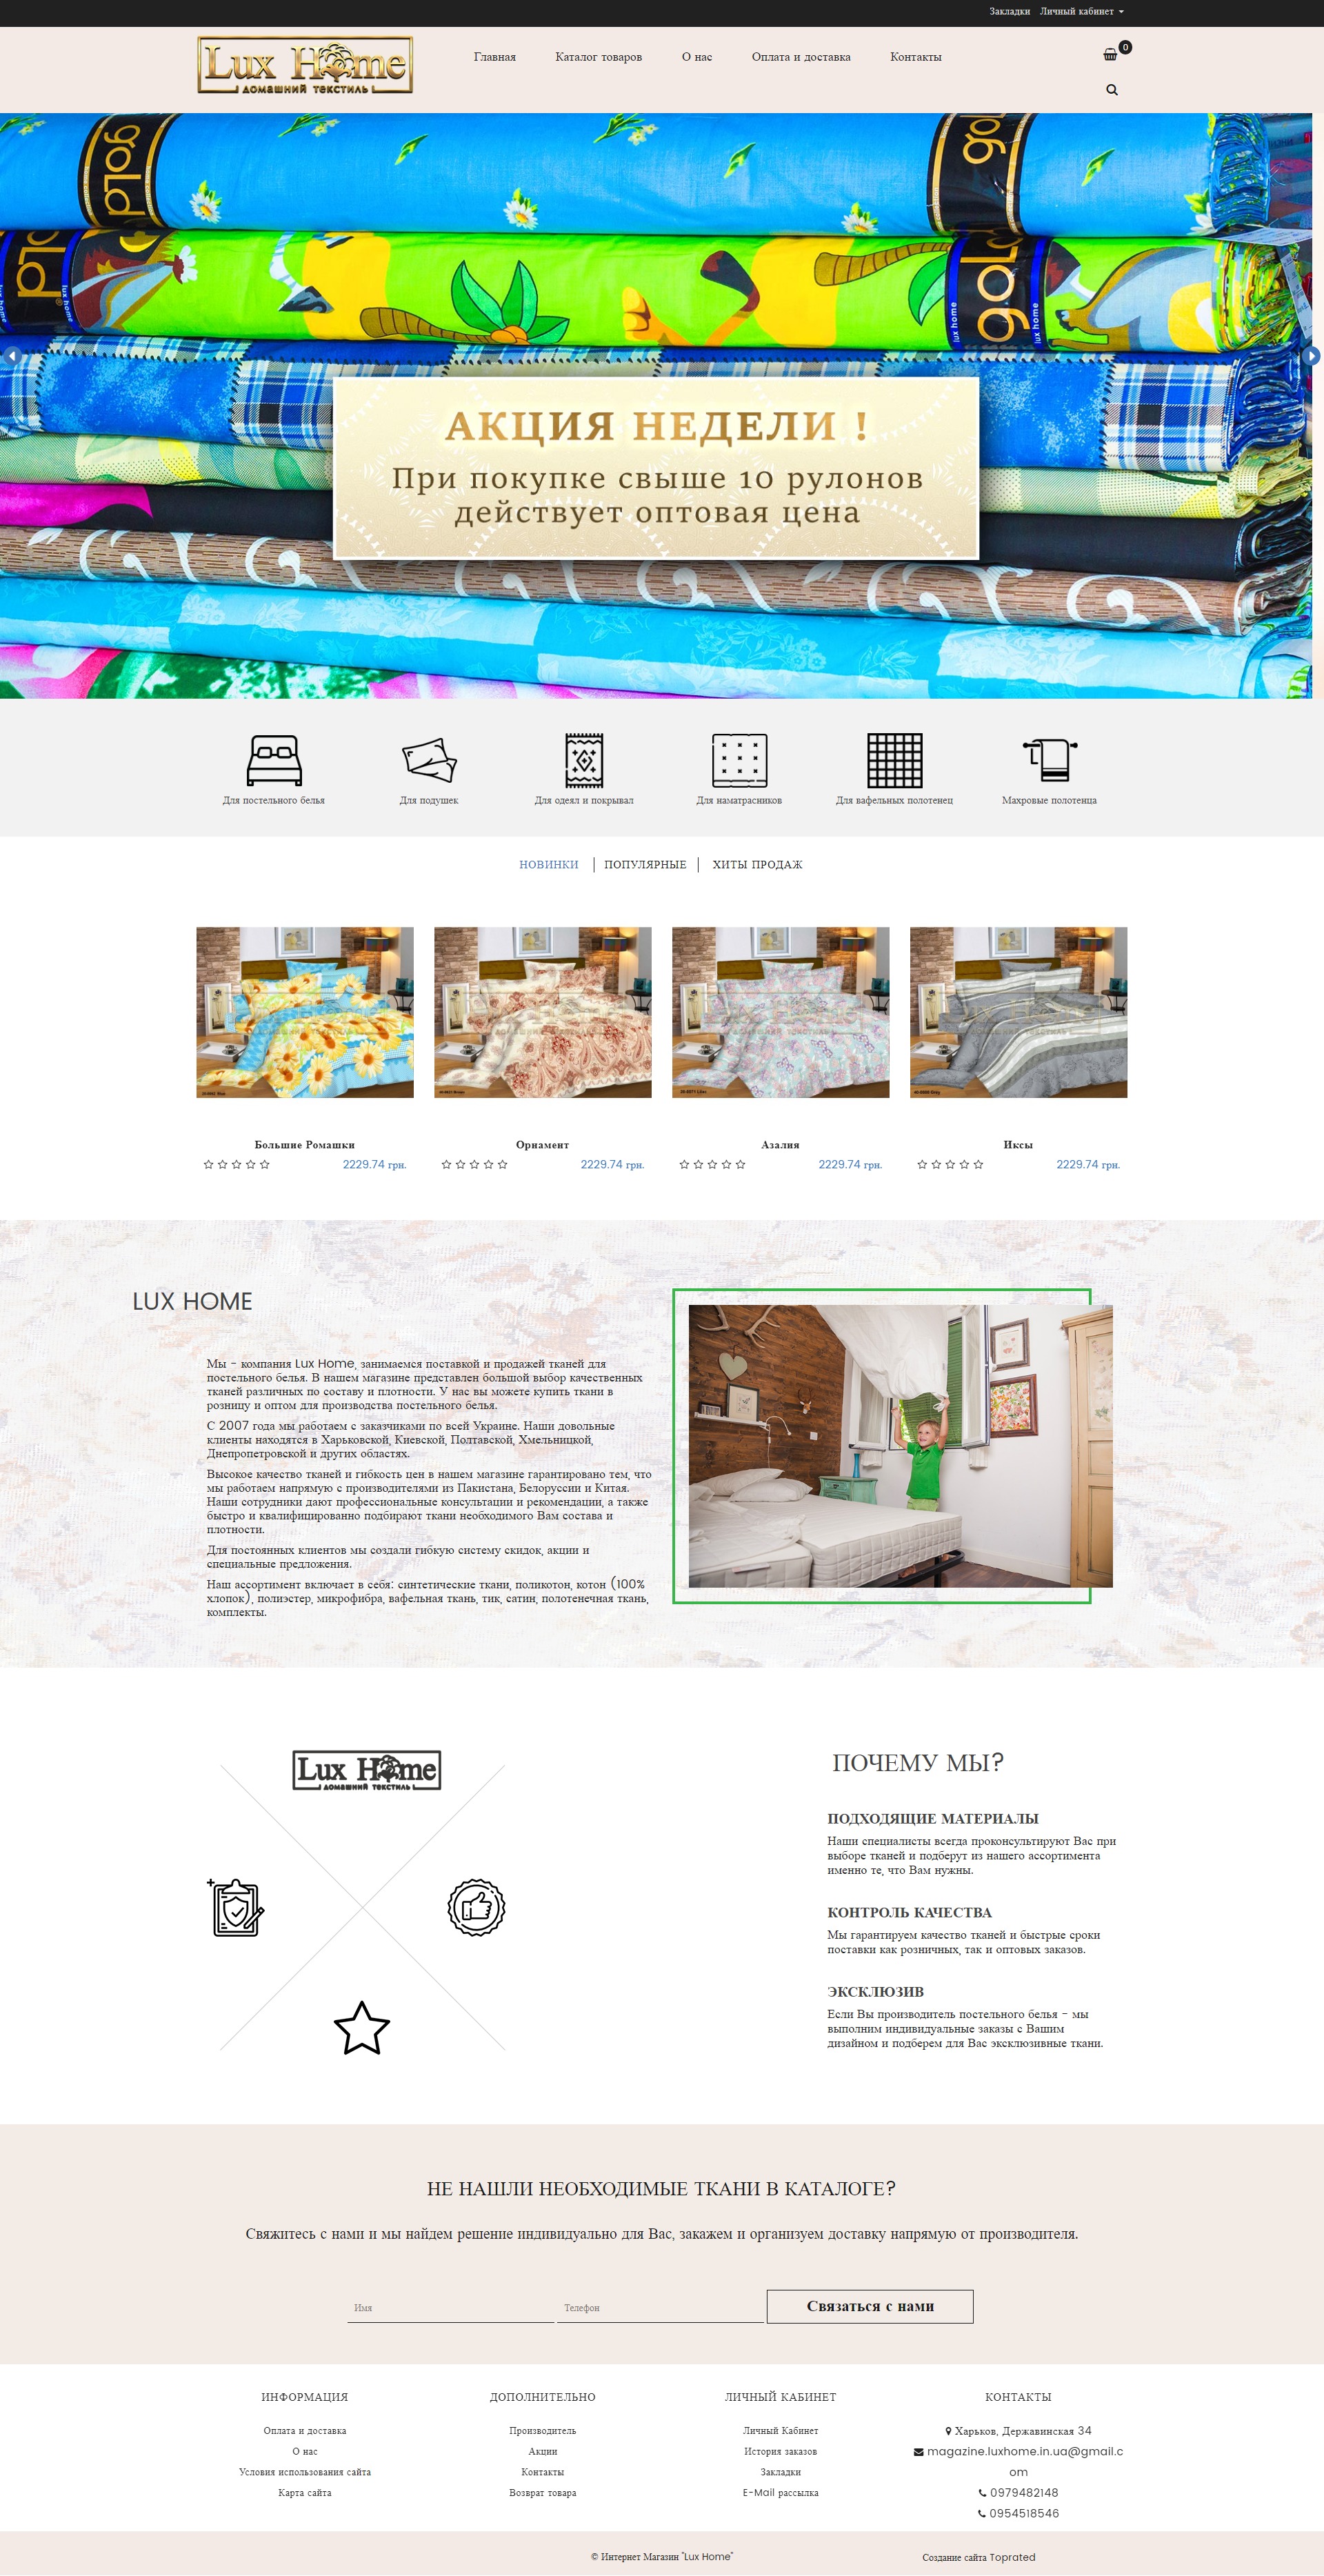 Закладки Личный кабинет
Lux Home
ДОМАШНИЙ ТЕКСТИЛЬ
Главная Каталог товаров О нас Оплата и доставка Контакты
0
gold
gold
lux home
gold
lux home
АКЦИЯ НЕДЕЛИ !
При покупке свыше 10 рулонов
действует оптовая цена
Для постельного белья Для подушек Для одеял и покрывал Для наматрасников Для вафельных полотенец Махровые полотенца
НОВИНКИ ПОПУЛЯРНЫЕ ХИТЫ ПРОДАЖ
Большие Ромашки Орнамент Азалия Иксы
2229.74 грн. 2229.74 грн. 2229.74 грн. 2229.74 грн.
LUX HOME
Мы - компания Lux Home, занимаемся поставкой и продажей тканей для
постельного белья. В нашем магазине представлен большой выбор качественных
тканей различных по составу и плотности. У нас вы можете купить ткани в
розницу и оптом для производства постельного белья.
С 2007 года мы работаем с заказчиками по всей Украине. Наши довольные
клиенты находятся в Харьковской, Киевской, Полтавской, Хмельницкой,
Днепропетровской и других областях.
Высокое качество тканей и гибкость цен в нашем магазине гарантировано тем, что
мы работаем напрямую с производителями из Пакистана, Белоруссии и Китая.
Наши сотрудники дают профессиональные консультации и рекомендации, а также
быстро и квалифицированно подбирают ткани необходимого Вам состава и
плотности.
Для постоянных клиентов мы создали гибкую систему скидок, акции и
специальные предложения.
Наш ассортимент включает в себя: синтетические ткани, поликотон, котон (100%
хлопок), полиэстер, микрофибра, вафельная ткань, тик, сатин, полотенечная ткань,
комплекты.
Lux Home
ДОМАШНИЙ ТЕКСТИЛЬ
ПОЧЕМУ МЫ?
ПОДХОДЯЩИЕ МАТЕРИАЛЫ
Наши специалисты всегда проконсультируют Вас при
выборе тканей и подберут из нашего ассортимента
именно те, что Вам нужны.
КОНТРОЛЬ КАЧЕСТВА
Мы гарантируем качество тканей и быстрые сроки
поставки как розничных, так и оптовых заказов.
ЭКСКЛЮЗИВ
Если Вы производитель постельного белья - мы
выполним индивидуальные заказы с Вашим
дизайном и подберем для Вас эксклюзивные ткани.
НЕ НАШЛИ НЕОБХОДИМЫЕ ТКАНИ В КАТАЛОГЕ?
Свяжитесь с нами и мы найдем решение индивидуально для Вас, закажем и организуем доставку напрямую от производителя.
Имя Телефон Связаться с нами
ИНФОРМАЦИЯ ДОПОЛНИТЕЛЬНО ЛИЧНЫЙ КАБИНЕТ КОНТАКТЫ
Оплата и доставка Производитель Личный Кабинет Харьков, Державинская 34
О нас Акции История заказов magazine.luxhome.in.ua@gmail.c
om
Условия использования сайта Контакты Закладки
Карта сайта Возврат товара E-Mail рассылка 0979482148
0954518546
© Интернет Магазин "Lux Home" Создание сайта Toprated